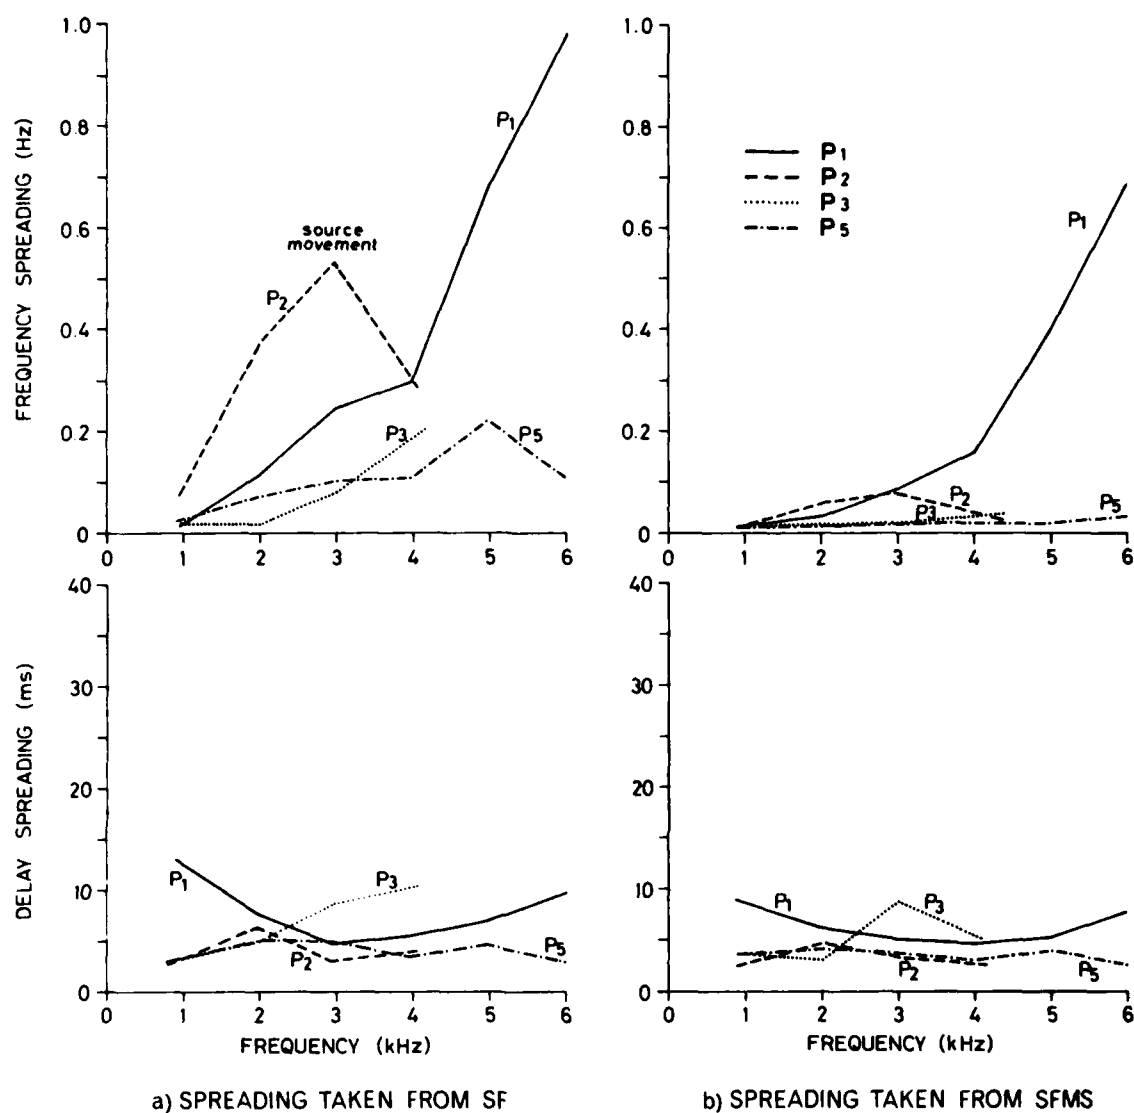 FREQUENCY SPREADING (Hz)
1.0
0.8
0.6
0.4
0.2
0
1 2 3 4 5 6
P1
source
movement
P2
P3
P5
1.0
0.8
0.6
0.4
0.2
0
1 2 3 4 5 6
P1
P2
P3
P5
P1
P2
P3
P5
DELAY SPREADING (ms)
40
30
20
10
0
1 2 3 4 5 6
P1
P3
P2
P5
FREQUENCY (kHz)
40
30
20
10
0
1 2 3 4 5 6
P1
P3
P2
P5
FREQUENCY (kHz)
a) SPREADING TAKEN FROM SF
b) SPREADING TAKEN FROM SFMS